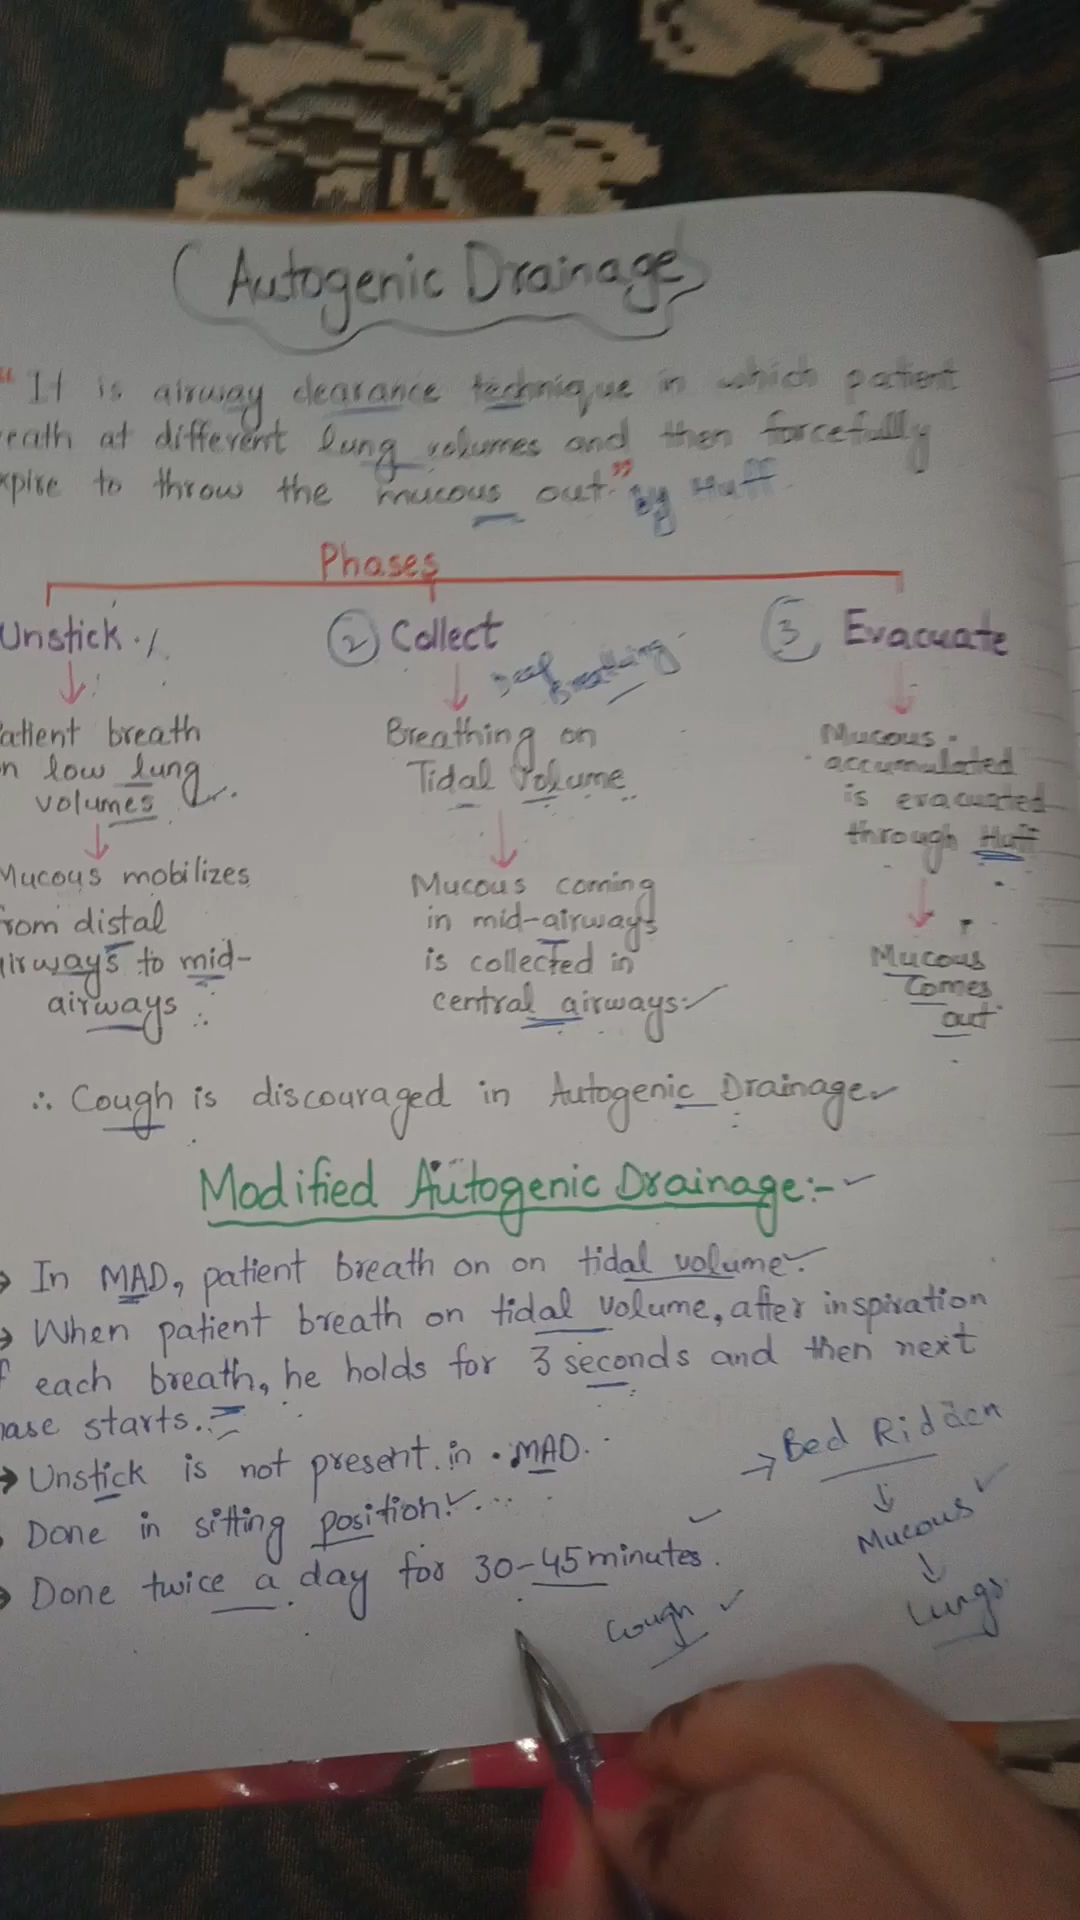 Autogenic Drainage
"It is airway clearance technique in which patient
eath at different lung volumes and then forcefully
xpire to throw the mucous out." by Huff
Phases
Unstick
② Collect
③ Evacuate
Deep Breathing
atient breath
n low lung
volumes
Breathing on
Tidal Volume
Mucous
accumulated
is evacuated
through Huff
Mucous mobilizes
from distal
airways to mid-
airways
Mucous coming
in mid-airways
is collected in
central airways
Mucous
Comes
out
∴ Cough is discouraged in Autogenic Drainage
Modified Autogenic Drainage:-
→ In MAD, patient breath on on tidal volume.
→ When patient breath on tidal volume, after inspiration
f each breath, he holds for 3 seconds and then next
hase starts.
→ Unstick is not present in MAD.
Done in sitting position
→ Done twice a day for 30-45 minutes.
→ Bed Ridden
↓
Mucous
↓
Lungs
Cough